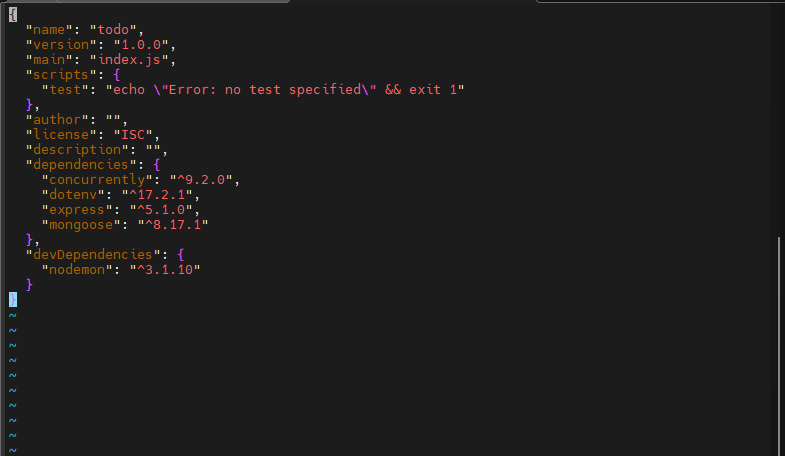 {
  "name": "todo",
  "version": "1.0.0",
  "main": "index.js",
  "scripts": {
    "test": "echo \"Error: no test specified\" && exit 1"
  },
  "author": "",
  "license": "ISC",
  "description": "",
  "dependencies": {
    "concurrently": "^9.2.0",
    "dotenv": "^17.2.1",
    "express": "^5.1.0",
    "mongoose": "^8.17.1"
  },
  "devDependencies": {
    "nodemon": "^3.1.10"
  }
}
~
~
~
~
~
~
~
~
~
~